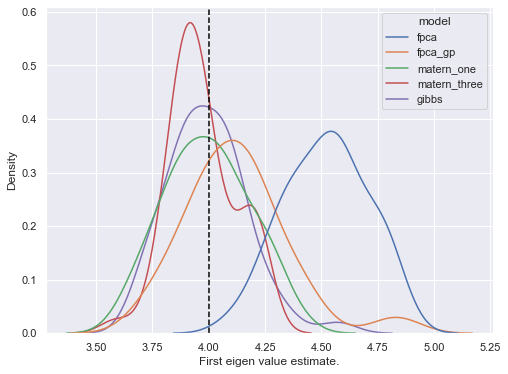 model
fpca
fpca_gp
matern_one
matern_three
gibbs
0.6
0.5
0.4
0.3
0.2
0.1
0.0
Density
3.50 3.75 4.00 4.25 4.50 4.75 5.00 5.25
First eigen value estimate.